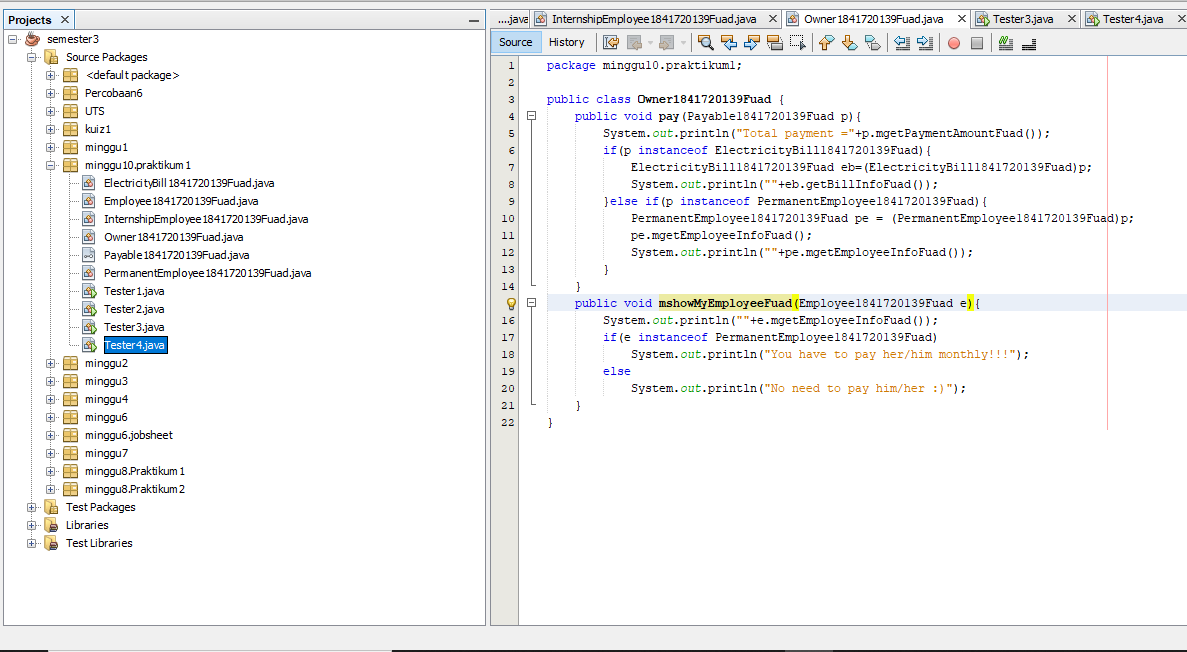 Projects
semester3
Source Packages
<default package>
Percobaan6
UTS
kuiz1
minggu1
minggu10.praktikum1
ElectricityBill1841720139Fuad.java
Employee1841720139Fuad.java
InternshipEmployee1841720139Fuad.java
Owner1841720139Fuad.java
Payable1841720139Fuad.java
PermanentEmployee1841720139Fuad.java
Tester1.java
Tester2.java
Tester3.java
Tester4.java
minggu2
minggu3
minggu4
minggu6
minggu6.jobsheet
minggu7
minggu8.Praktikum1
minggu8.Praktikum2
Test Packages
Libraries
Test Libraries
....java InternshipEmployee1841720139Fuad.java Owner1841720139Fuad.java Tester3.java Tester4.java
Source History
1 package minggu10.praktikum1;
2
3 public class Owner1841720139Fuad {
4 public void pay(Payable1841720139Fuad p){
5 System.out.println("Total payment ="+p.mgetPaymentAmountFuad());
6 if(p instanceof ElectricityBill1841720139Fuad){
7 ElectricityBill1841720139Fuad eb=(ElectricityBill1841720139Fuad)p;
8 System.out.println(""+eb.getBillInfoFuad());
9 }else if(p instanceof PermanentEmployee1841720139Fuad){
10 PermanentEmployee1841720139Fuad pe = (PermanentEmployee1841720139Fuad)p;
11 pe.mgetEmployeeInfoFuad();
12 System.out.println(""+pe.mgetEmployeeInfoFuad());
13 }
14 }
public void mshowMyEmployeeFuad(Employee1841720139Fuad e){
16 System.out.println(""+e.mgetEmployeeInfoFuad());
17 if(e instanceof PermanentEmployee1841720139Fuad)
18 System.out.println("You have to pay her/him monthly!!!");
19 else
20 System.out.println("No need to pay him/her :)");
21 }
22 }